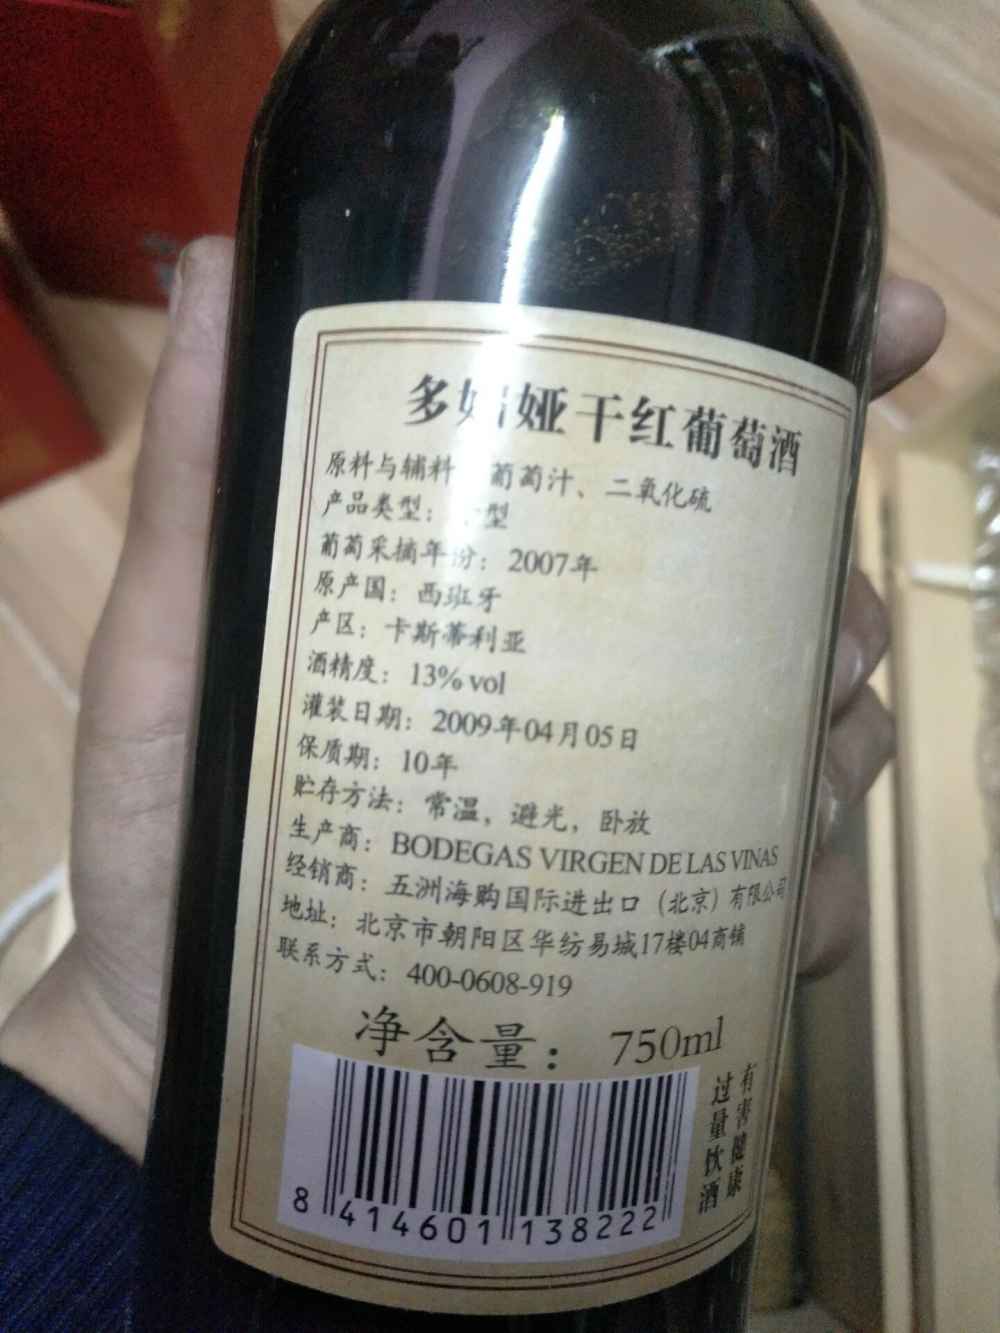 多 娅干红葡萄酒
原料与辅料 葡萄汁、二氧化硫
产品类型： 型
葡萄采摘年份：2007年
原产国：西班牙
产区：卡斯蒂利亚
酒精度：13% vol
灌装日期：2009年04月05日
保质期：10年
贮存方法：常温，避光，卧放
生产商：BODEGAS VIRGEN DE LAS VINAS
经销商：五洲海购国际进出口（北京）有限公司
地址：北京市朝阳区华纺易城17楼04商铺
联系方式：400-0608-919
净含量：750ml
过量饮酒
有害健康
8 414601 138222